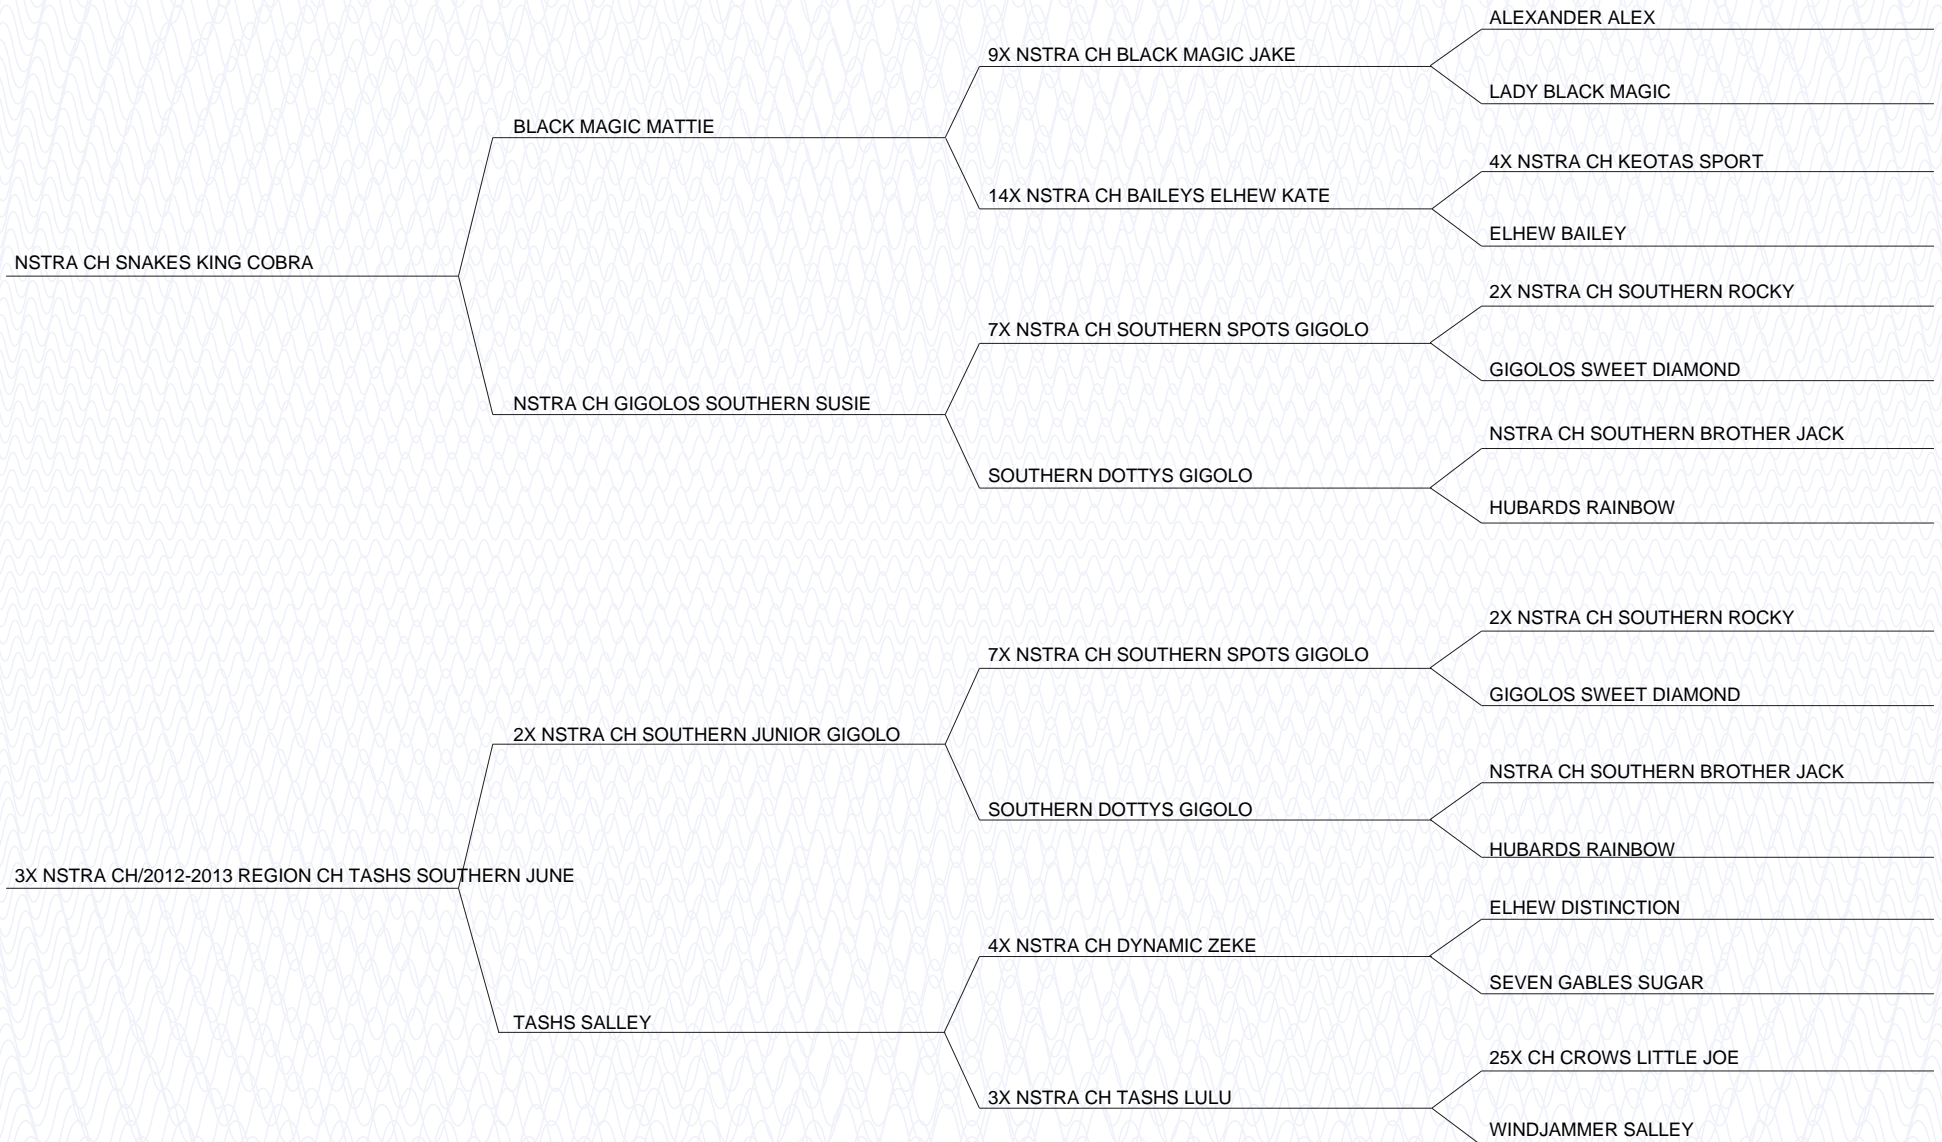 ALEXANDER ALEX
9X NSTRA CH BLACK MAGIC JAKE
LADY BLACK MAGIC
BLACK MAGIC MATTIE
4X NSTRA CH KEOTAS SPORT
14X NSTRA CH BAILEYS ELHEW KATE
ELHEW BAILEY
NSTRA CH SNAKES KING COBRA
2X NSTRA CH SOUTHERN ROCKY
7X NSTRA CH SOUTHERN SPOTS GIGOLO
GIGOLOS SWEET DIAMOND
NSTRA CH GIGOLOS SOUTHERN SUSIE
NSTRA CH SOUTHERN BROTHER JACK
SOUTHERN DOTTYS GIGOLO
HUBARDS RAINBOW
2X NSTRA CH SOUTHERN ROCKY
7X NSTRA CH SOUTHERN SPOTS GIGOLO
GIGOLOS SWEET DIAMOND
2X NSTRA CH SOUTHERN JUNIOR GIGOLO
NSTRA CH SOUTHERN BROTHER JACK
SOUTHERN DOTTYS GIGOLO
HUBARDS RAINBOW
3X NSTRA CH/2012-2013 REGION CH TASHS SOUTHERN JUNE
ELHEW DISTINCTION
4X NSTRA CH DYNAMIC ZEKE
SEVEN GABLES SUGAR
TASHS SALLEY
25X CH CROWS LITTLE JOE
3X NSTRA CH TASHS LULU
WINDJAMMER SALLEY